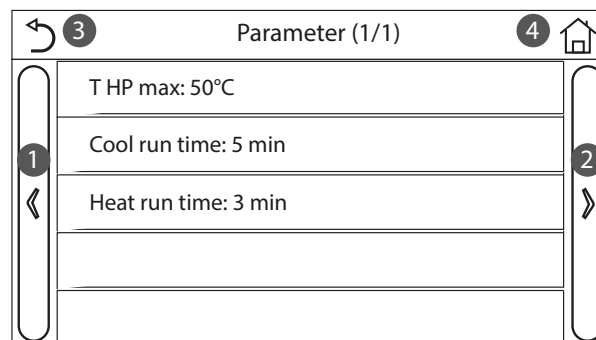 3 Parameter (1/1) 4
T HP max: 50°C
Cool run time: 5 min
1 2
Heat run time: 3 min